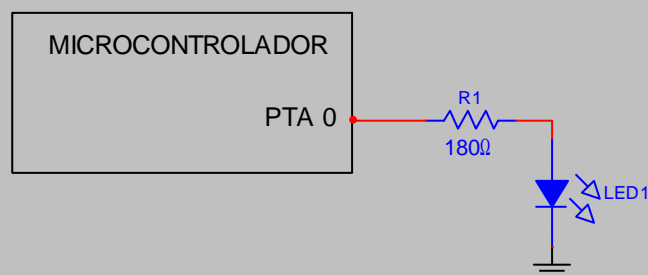 MICROCONTROLADOR
PTA 0
R1
180Ω
LED1